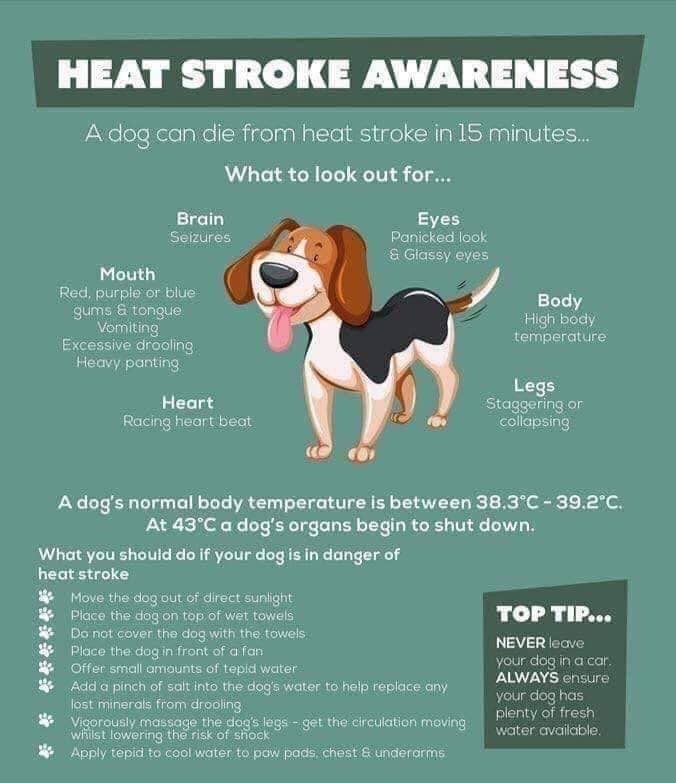 HEAT STROKE AWARENESS
A dog can die from heat stroke in 15 minutes...
What to look out for...
Brain
Seizures
Eyes
Panicked look
& Glassy eyes
Mouth
Red, purple or blue
gums & tongue
Vomiting
Excessive drooling
Heavy panting
Body
High body
temperature
Heart
Racing heart beat
Legs
Staggering or
collapsing
A dog's normal body temperature is between 38.3°C - 39.2°C.
At 43°C a dog's organs begin to shut down.
What you should do if your dog is in danger of
heat stroke
Move the dog out of direct sunlight
Place the dog on top of wet towels
Do not cover the dog with the towels
Place the dog in front of a fan
Offer small amounts of tepid water
Add a pinch of salt into the dog's water to help replace any
lost minerals from drooling
Vigorously massage the dog's legs - get the circulation moving
whilst lowering the risk of shock
Apply tepid to cool water to paw pads, chest & underarms
TOP TIP...
NEVER leave
your dog in a car.
ALWAYS ensure
your dog has
plenty of fresh
water available.